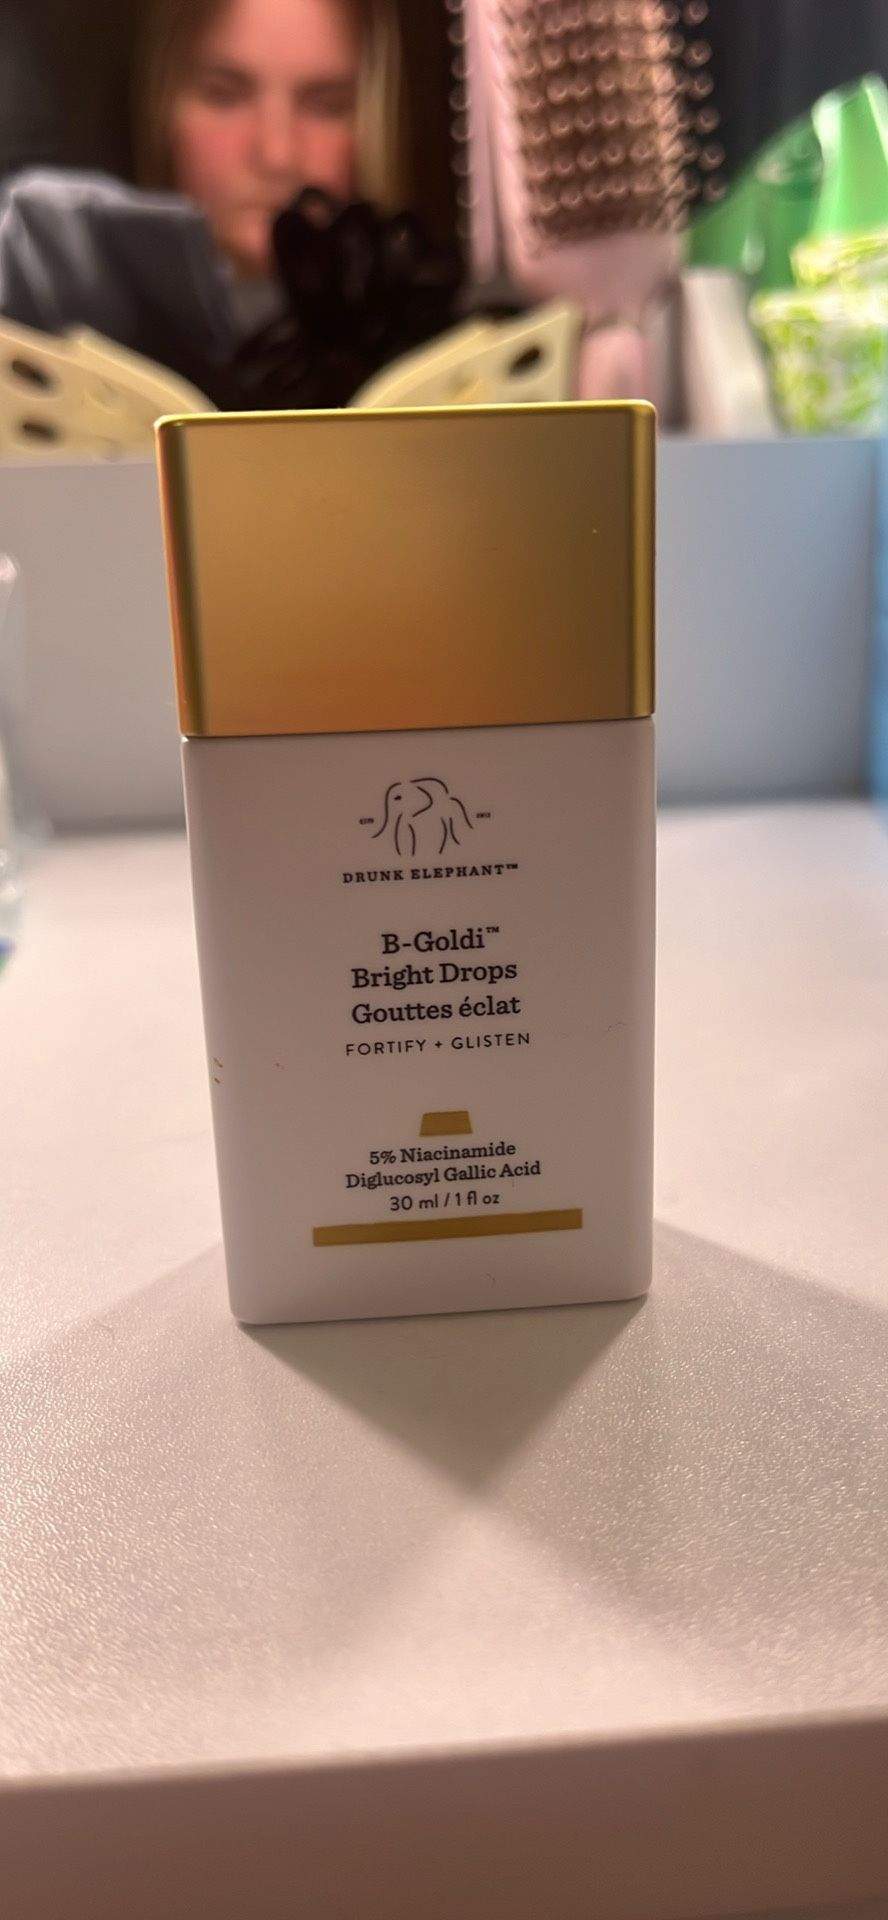 DRUNK ELEPHANT™
B-Goldi™
Bright Drops
Gouttes éclat
FORTIFY + GLISTEN
5% Niacinamide
Diglucosyl Gallic Acid
30 ml / 1 fl oz